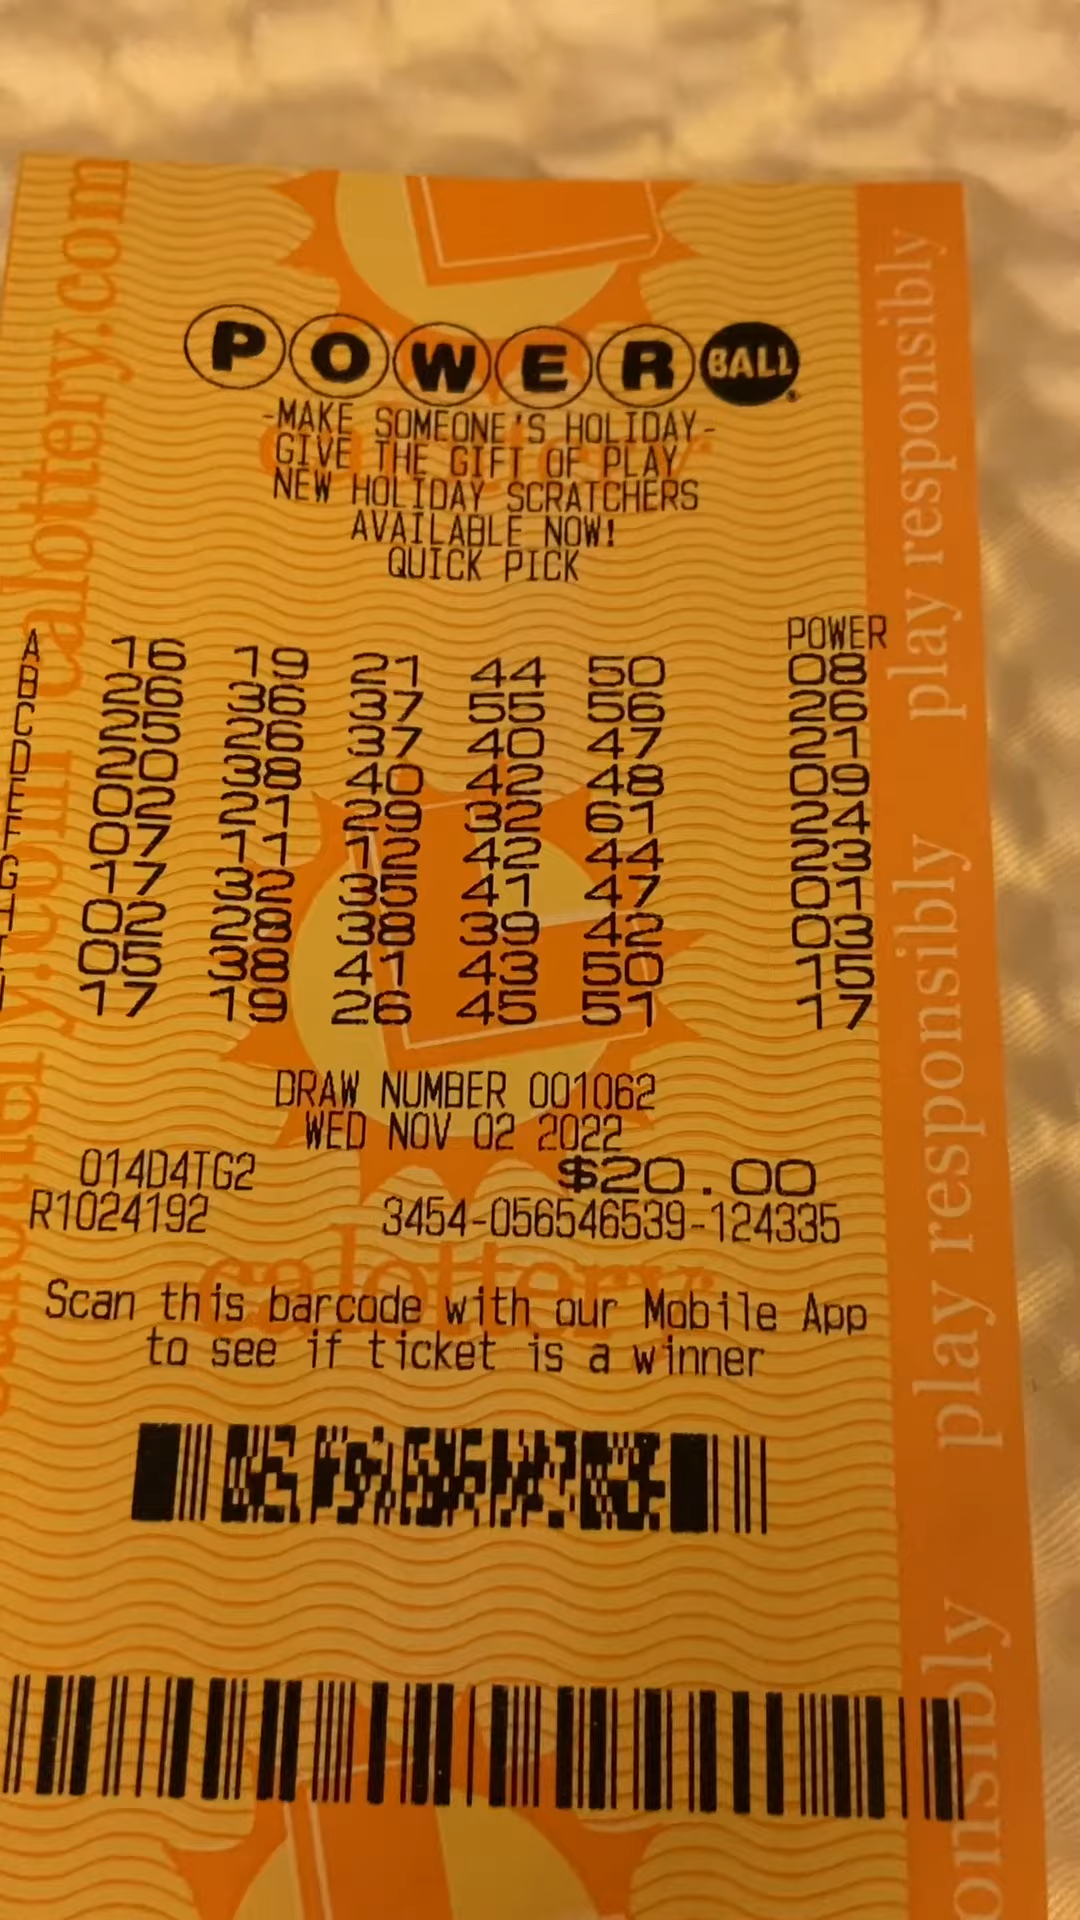 POWER BALL
-MAKE SOMEONE'S HOLIDAY-
GIVE THE GIFT OF PLAY
NEW HOLIDAY SCRATCHERS
AVAILABLE NOW!
QUICK PICK
POWER
A 16 19 21 44 50 08
B 26 36 37 55 56 26
C 25 26 37 40 47 21
D 20 38 40 42 48 09
E 02 21 29 32 61 24
F 07 11 12 42 44 23
G 17 32 35 41 47 01
02 28 38 39 42 03
05 38 41 43 50 15
17 19 26 45 51 17
DRAW NUMBER 001062
WED NOV 02 2022
014D4TG2 $20.00
R1024192 3454-056546539-124335
Scan this barcode with our Mobile App
to see if ticket is a winner
calottery
calottery.com
play responsibly
play responsibly
play responsibly